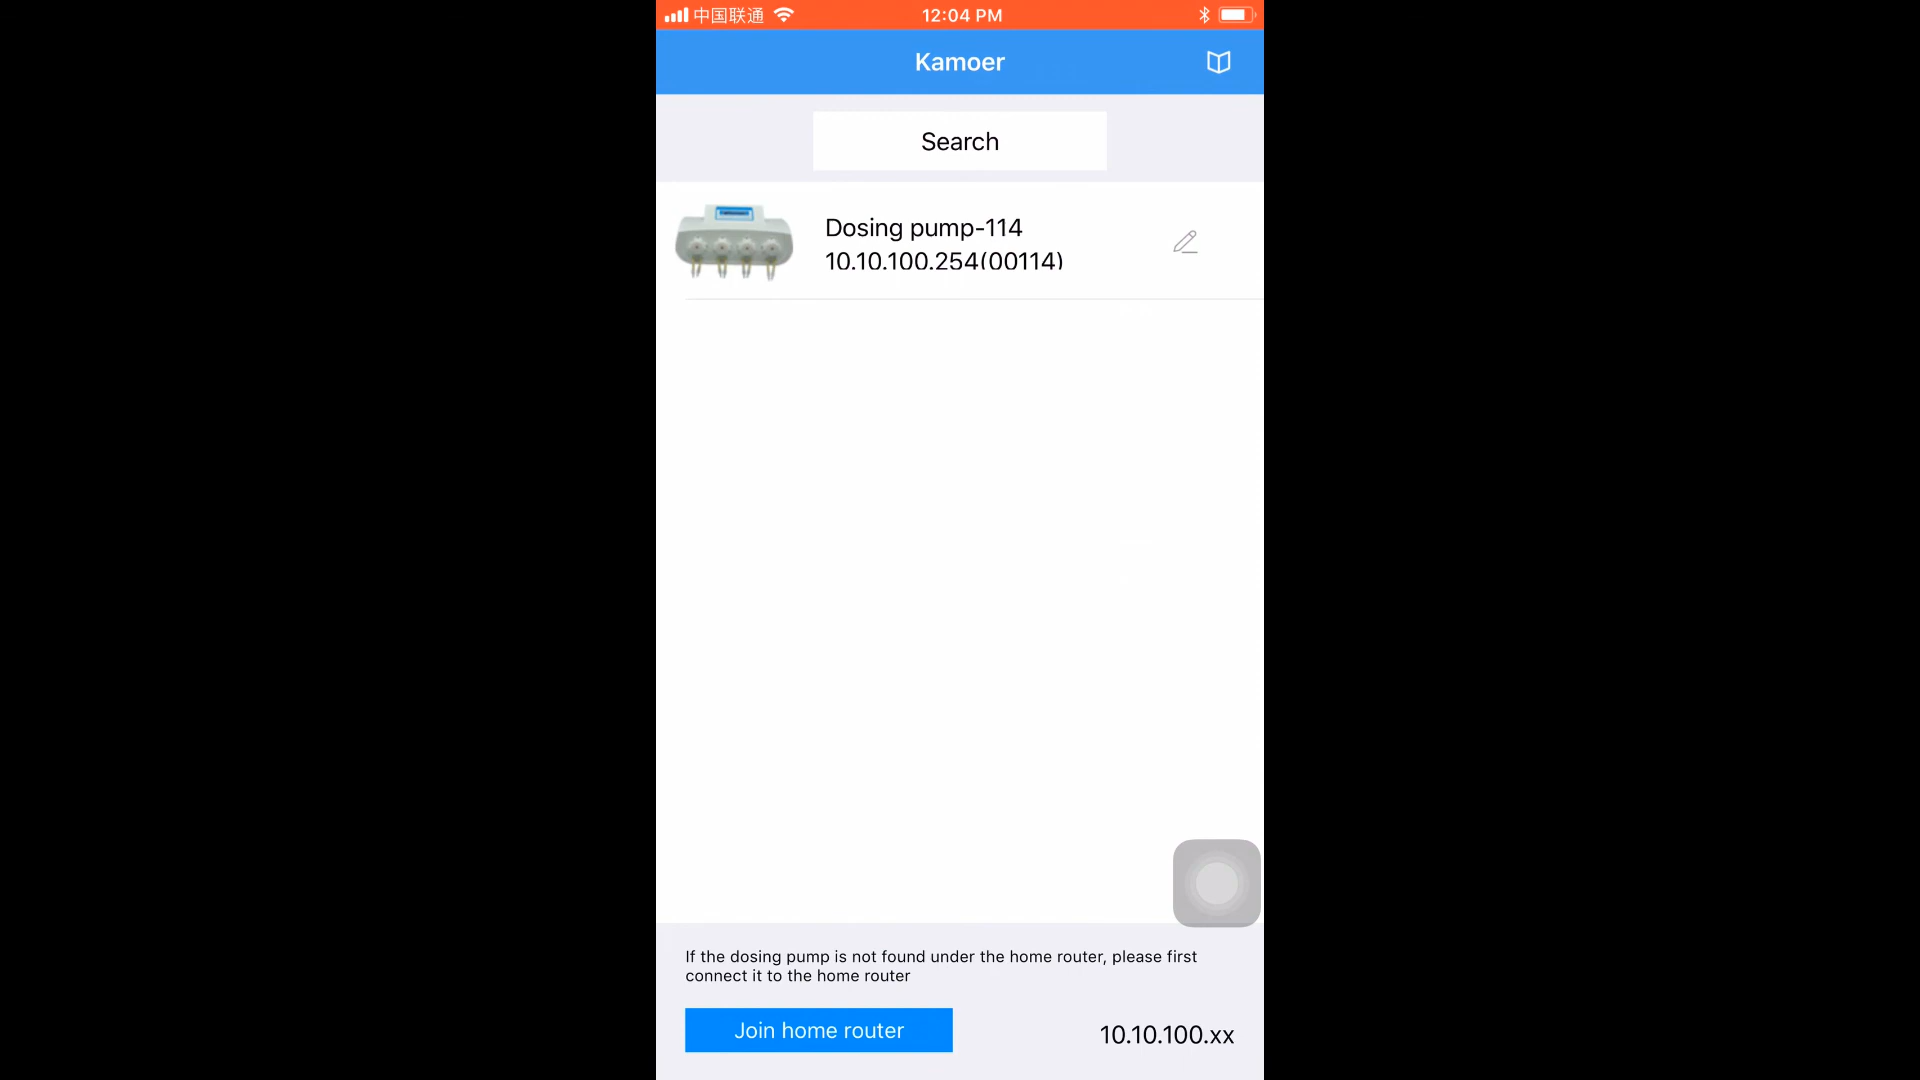 中国联通
12:04 PM
Kamoer
Search
Dosing pump-114
10.10.100.254(00114)
If the dosing pump is not found under the home router, please first
connect it to the home router
Join home router
10.10.100.xx